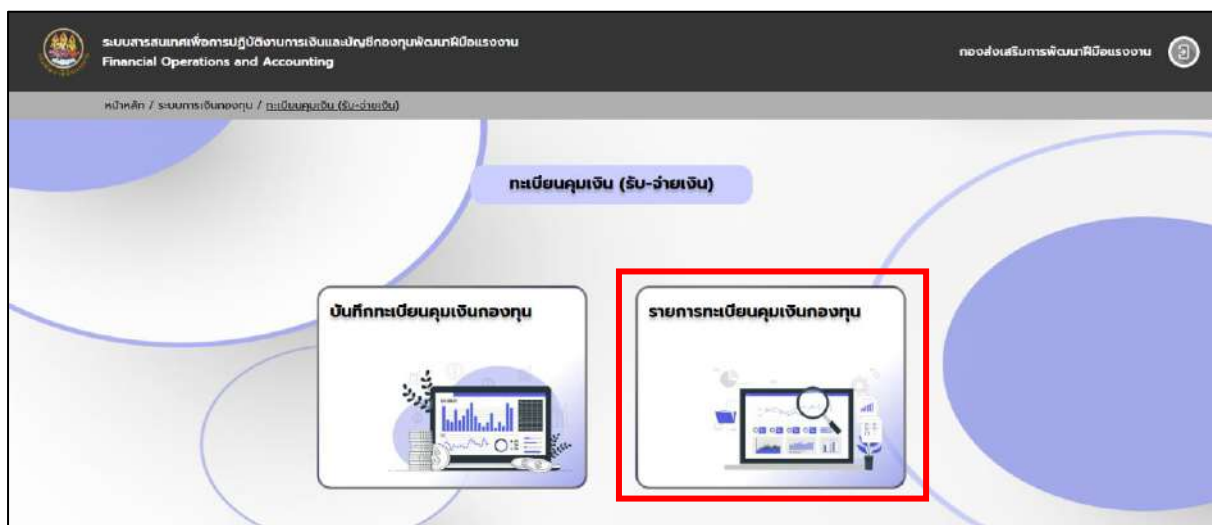 ระบบสารสนเทศเพื่อการปฏิบัติงานการเงินและบัญชีกองทุนพัฒนาฝีมือแรงงาน
Financial Operations and Accounting
กองส่งเสริมการพัฒนาฝีมือแรงงาน
หน้าหลัก / ระบบการเงินกองทุน / ทะเบียนคุมเงิน (รับ-จ่ายเงิน)
ทะเบียนคุมเงิน (รับ-จ่ายเงิน)
บันทึกทะเบียนคุมเงินกองทุน
รายการทะเบียนคุมเงินกองทุน